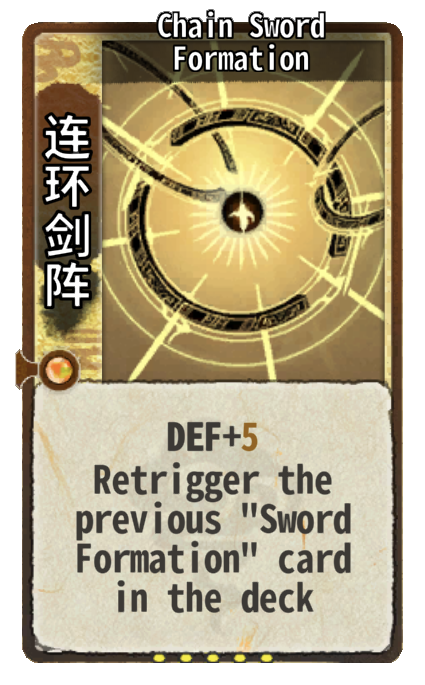 Chain Sword
Formation
连环剑阵
DEF+5
Retrigger the
previous "Sword
Formation" card
in the deck